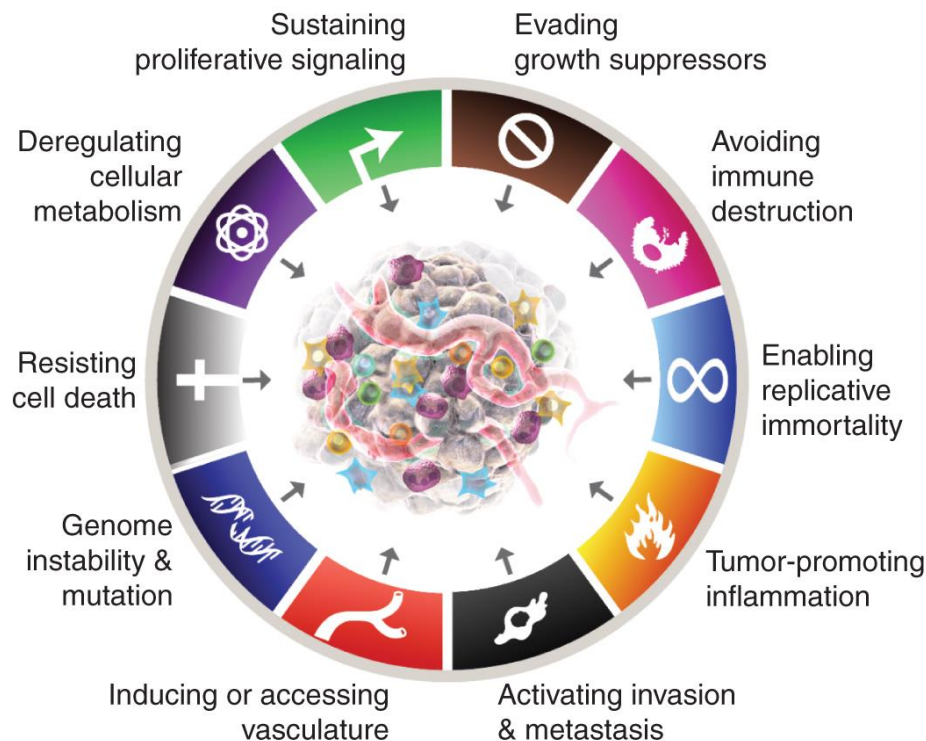 Sustaining
proliferative signaling
Evading
growth suppressors
Deregulating
cellular
metabolism
Avoiding
immune
destruction
Resisting
cell death
Enabling
replicative
immortality
Genome
instability &
mutation
Tumor-promoting
inflammation
Inducing or accessing
vasculature
Activating invasion
& metastasis